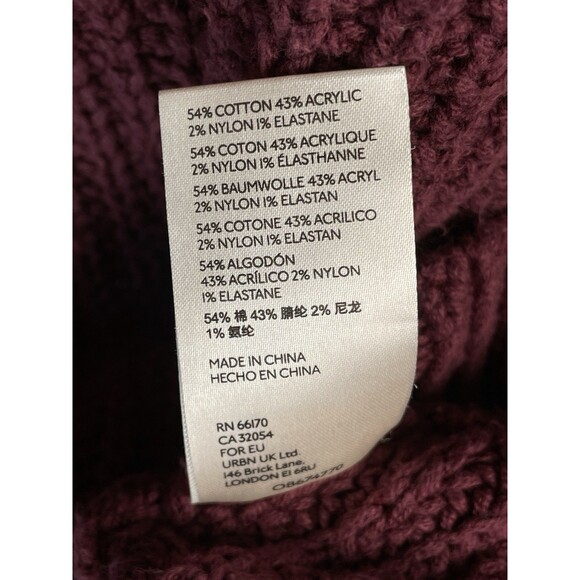 54% COTTON 43% ACRYLIC
2% NYLON 1% ELASTANE
54% COTON 43% ACRYLIQUE
2% NYLON 1% ÉLASTHANNE
54% BAUMWOLLE 43% ACRYL
2% NYLON 1% ELASTAN
54% COTONE 43% ACRILICO
2% NYLON 1% ELASTAN
54% ALGODÓN
43% ACRÍLICO 2% NYLON
1% ELASTANE
54% 棉 43% 腈纶 2% 尼龙
1% 氨纶
MADE IN CHINA
HECHO EN CHINA
RN 66170
CA 32054
FOR EU
URBN UK Ltd
146 Brick Lane,
LONDON E1 6RU